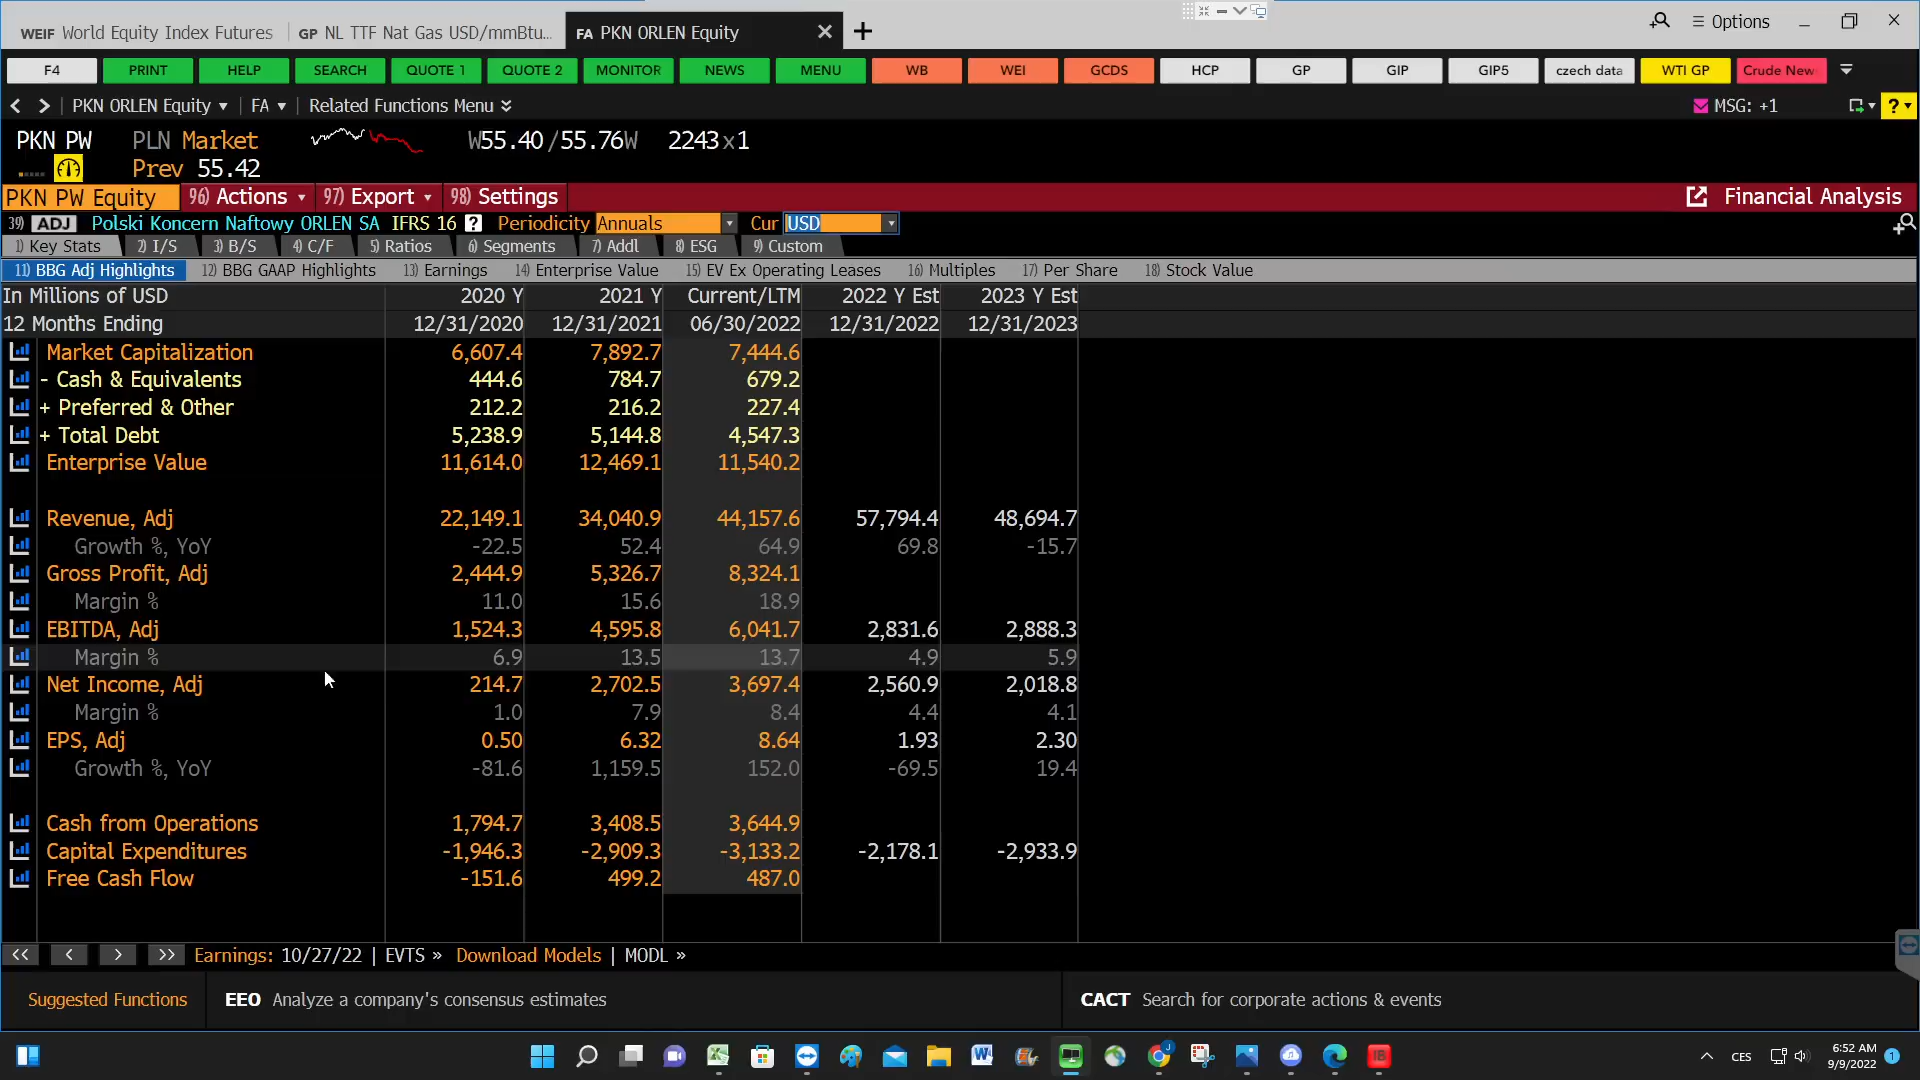 WEIF World Equity Index Futures GP NL TTF Nat Gas USD/mmBtu... FA PKN ORLEN Equity Options
F4 PRINT HELP SEARCH QUOTE 1 QUOTE 2 MONITOR NEWS MENU WB WEI GCDS HCP GP GIP GIP5 czech data WTI GP Crude New
PKN ORLEN Equity FA Related Functions Menu MSG: +1 ?
PKN PW PLN Market W55.40/55.76W 2243x1
Prev 55.42
PKN PW Equity 96) Actions 97) Export 98) Settings Financial Analysis
39) ADJ Polski Koncern Naftowy ORLEN SA IFRS 16 ? Periodicity Annuals Cur USD
1) Key Stats 2) I/S 3) B/S 4) C/F 5) Ratios 6) Segments 7) Addl 8) ESG 9) Custom
11) BBG Adj Highlights 12) BBG GAAP Highlights 13) Earnings 14) Enterprise Value 15) EV Ex Operating Leases 16) Multiples 17) Per Share 18) Stock Value
In Millions of USD 2020 Y 2021 Y Current/LTM 2022 Y Est 2023 Y Est
12 Months Ending 12/31/2020 12/31/2021 06/30/2022 12/31/2022 12/31/2023
Market Capitalization 6,607.4 7,892.7 7,444.6
- Cash & Equivalents 444.6 784.7 679.2
+ Preferred & Other 212.2 216.2 227.4
+ Total Debt 5,238.9 5,144.8 4,547.3
Enterprise Value 11,614.0 12,469.1 11,540.2
Revenue, Adj 22,149.1 34,040.9 44,157.6 57,794.4 48,694.7
Growth %, YoY -22.5 52.4 64.9 69.8 -15.7
Gross Profit, Adj 2,444.9 5,326.7 8,324.1
Margin % 11.0 15.6 18.9
EBITDA, Adj 1,524.3 4,595.8 6,041.7 2,831.6 2,888.3
Margin % 6.9 13.5 13.7 4.9 5.9
Net Income, Adj 214.7 2,702.5 3,697.4 2,560.9 2,018.8
Margin % 1.0 7.9 8.4 4.4 4.1
EPS, Adj 0.50 6.32 8.64 1.93 2.30
Growth %, YoY -81.6 1,159.5 152.0 -69.5 19.4
Cash from Operations 1,794.7 3,408.5 3,644.9
Capital Expenditures -1,946.3 -2,909.3 -3,133.2 -2,178.1 -2,933.9
Free Cash Flow -151.6 499.2 487.0
<< < > >> Earnings: 10/27/22 | EVTS » Download Models | MODL »
Suggested Functions EEO Analyze a company's consensus estimates CACT Search for corporate actions & events
CES 6:52 AM
9/9/2022 1